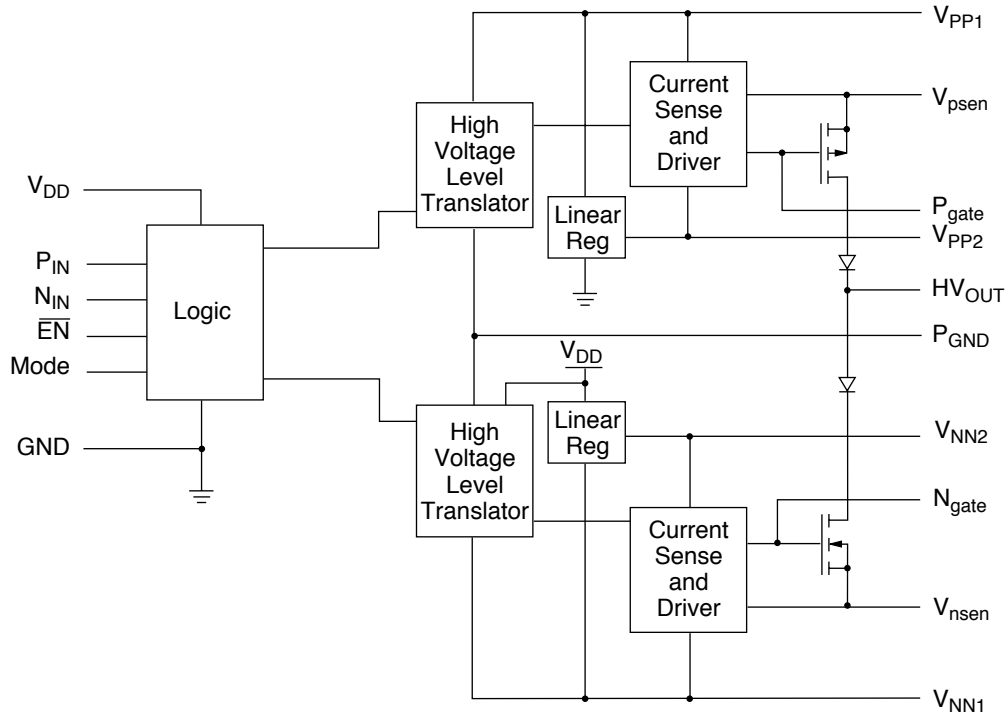 V_PP1
Current
Sense
and
Driver
V_psen
High
Voltage
Level
Translator
V_DD
Linear
Reg
P_gate
V_PP2
P_IN
N_IN
EN
Mode
Logic
HV_OUT
P_GND
V_DD
GND
High
Voltage
Level
Translator
Linear
Reg
V_NN2
Current
Sense
and
Driver
N_gate
V_nsen
V_NN1